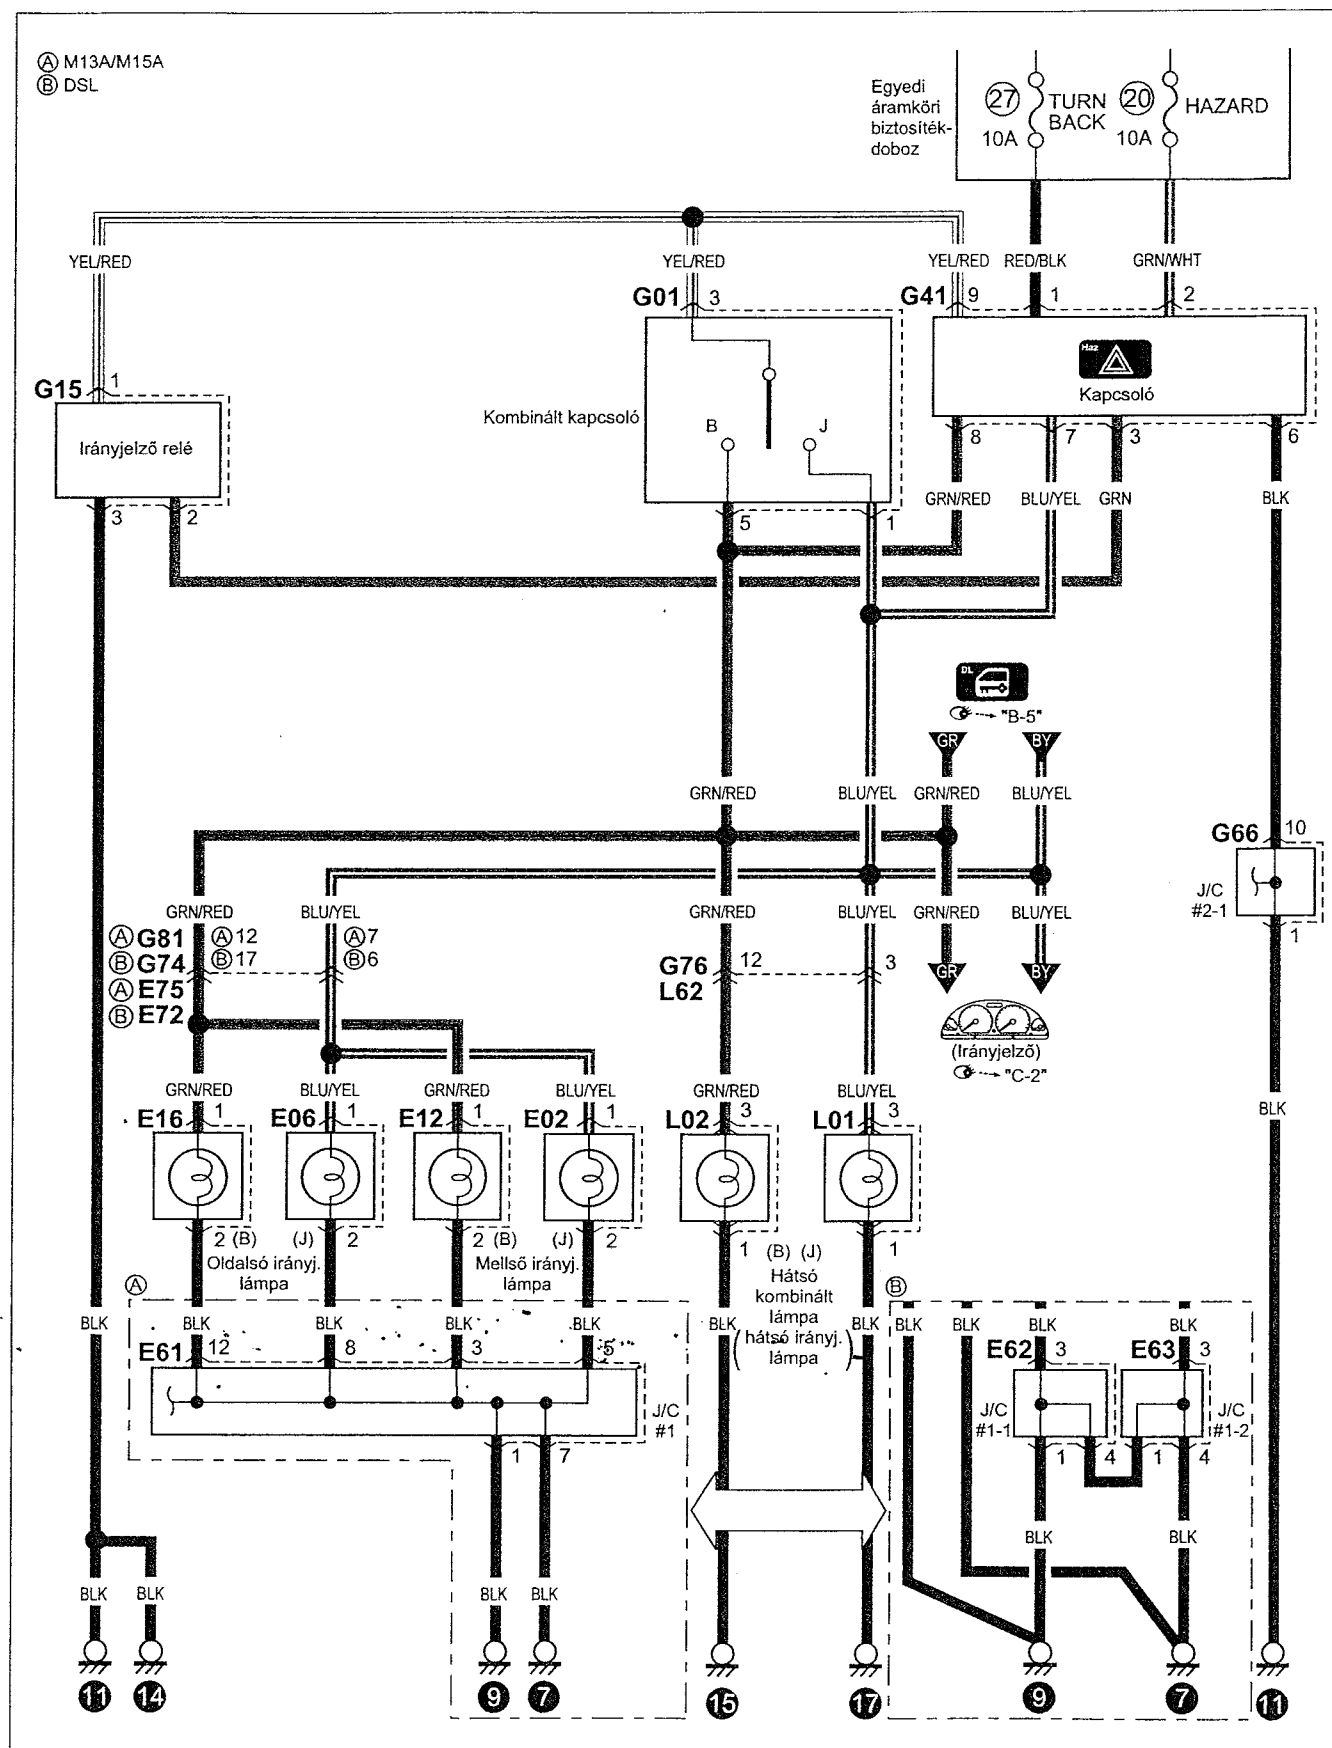 Ⓐ M13A/M15A
Ⓑ DSL
Egyedi
áramköri
biztosíték-
doboz
27
10A
TURN
BACK
20
10A
HAZARD
YEL/RED
YEL/RED
YEL/RED
RED/BLK
GRN/WHT
G01 3
G41 9
1
2
Haz
Kapcsoló
G15 1
Irányjelző relé
Kombinált kapcsoló
B
J
8
7
3
6
GRN/RED
BLU/YEL
GRN
BLK
3
2
5
1
DL
"B-5"
GR
BY
GRN/RED
BLU/YEL
GRN/RED
BLU/YEL
G66 10
J/C
#2-1
1
GRN/RED
BLU/YEL
GRN/RED
BLU/YEL
GRN/RED
BLU/YEL
Ⓐ G81 Ⓐ12 Ⓐ7
Ⓑ G74 Ⓑ17 Ⓑ6
Ⓐ E75
Ⓑ E72
G76 12 3
L62
GR
BY
(Irányjelző)
"C-2"
GRN/RED
BLU/YEL
GRN/RED
BLU/YEL
GRN/RED
BLU/YEL
BLK
E16 1
E06 1
E12 1
E02 1
L02 3
L01 3
2 (B)
(J) 2
2 (B)
(J) 2
1 (B) (J) 1
Oldalsó irányj.
lámpa
Mellső irányj.
lámpa
Hátsó
kombinált
lámpa
(hátsó irányj.
lámpa)
Ⓐ
Ⓑ
BLK
BLK
BLK
BLK
BLK
BLK
BLK
BLK
BLK
BLK
BLK
E61 12 8 3 5
J/C
#1
1
7
E62 3
E63 3
J/C
#1-1
J/C
#1-2
1
4
1
4
BLK
BLK
BLK
BLK
BLK
BLK
11
14
9
7
15
17
9
7
11